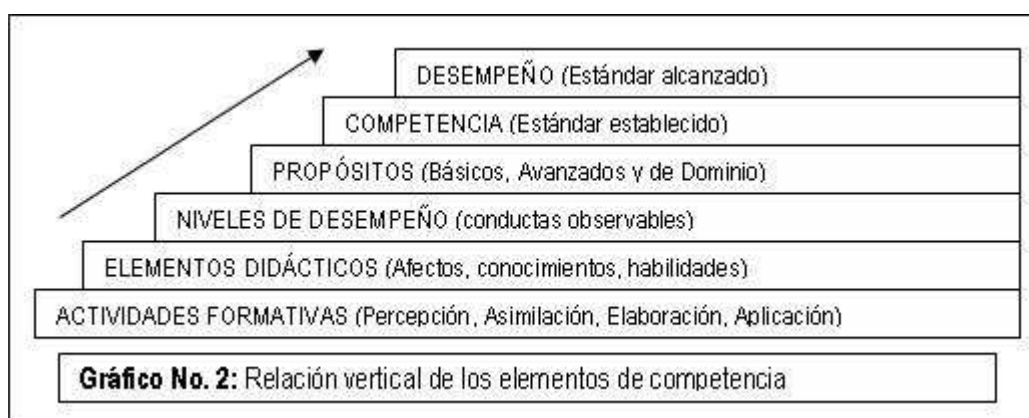 DESEMPEÑO (Estándar alcanzado)
COMPETENCIA (Estándar establecido)
PROPÓSITOS (Básicos, Avanzados y de Dominio)
NIVELES DE DESEMPEÑO (conductas observables)
ELEMENTOS DIDÁCTICOS (Afectos, conocimientos, habilidades)
ACTIVIDADES FORMATIVAS (Percepción, Asimilación, Elaboración, Aplicación)
Gráfico No. 2: Relación vertical de los elementos de competencia